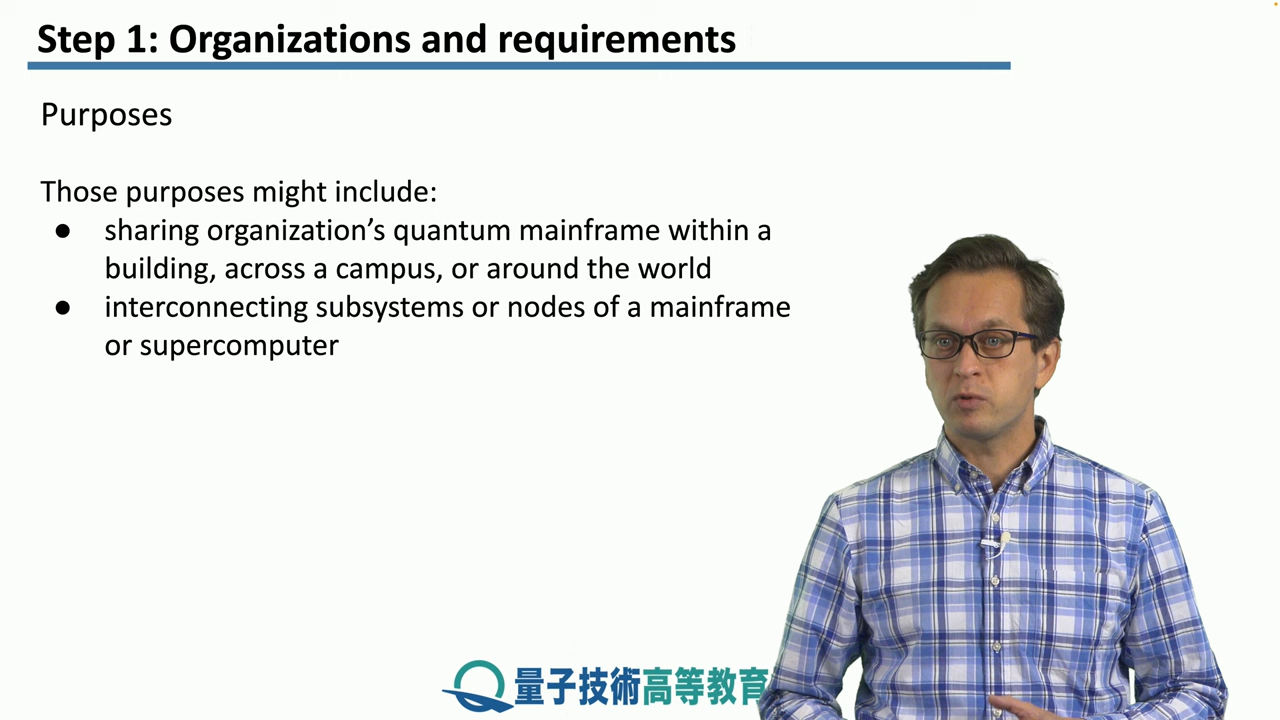 Step 1: Organizations and requirements
Purposes
Those purposes might include:
● sharing organization’s quantum mainframe within a
building, across a campus, or around the world
● interconnecting subsystems or nodes of a mainframe
or supercomputer
量子技術高等教育